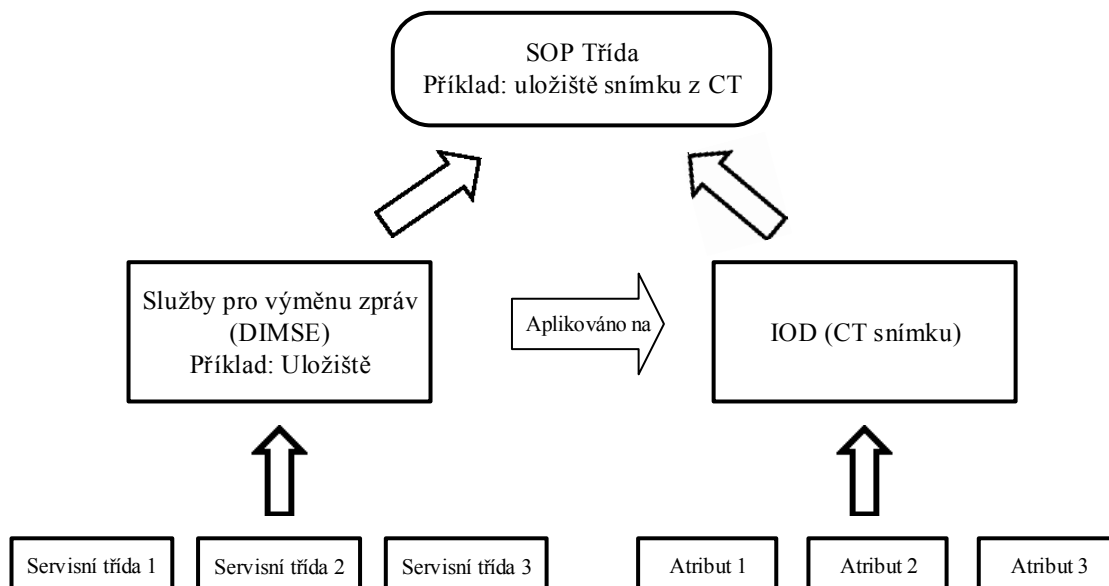 SOP Třída
Příklad: uložiště snímku z CT
Služby pro výměnu zpráv
(DIMSE)
Příklad: Uložiště
Aplikováno na
IOD (CT snímku)
Servisní třída 1
Servisní třída 2
Servisní třída 3
Atribut 1
Atribut 2
Atribut 3